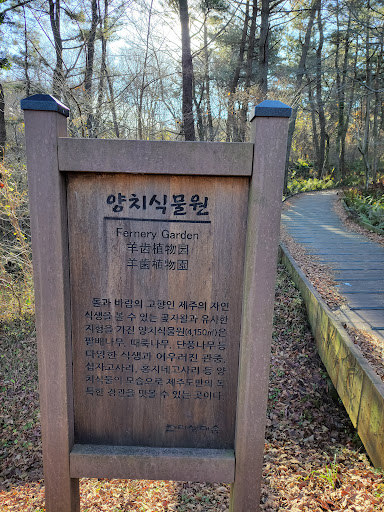 양치식물원
Fernery Garden
羊齿植物园
羊歯植物園
돌과 바람의 고향인 제주의 자연
식생을 볼 수 있는 곶자왈과 유사한
지형을 가진 양치식물원(4,150㎡)은
팥배나무, 때죽나무, 단풍나무등
다양한 식생과 어우러진 관중,
십자고사리, 홍지네고사리 등 양
치식물의 모습으로 제주도만의 독
특한 경관을 맛볼 수 있는 곳이다.